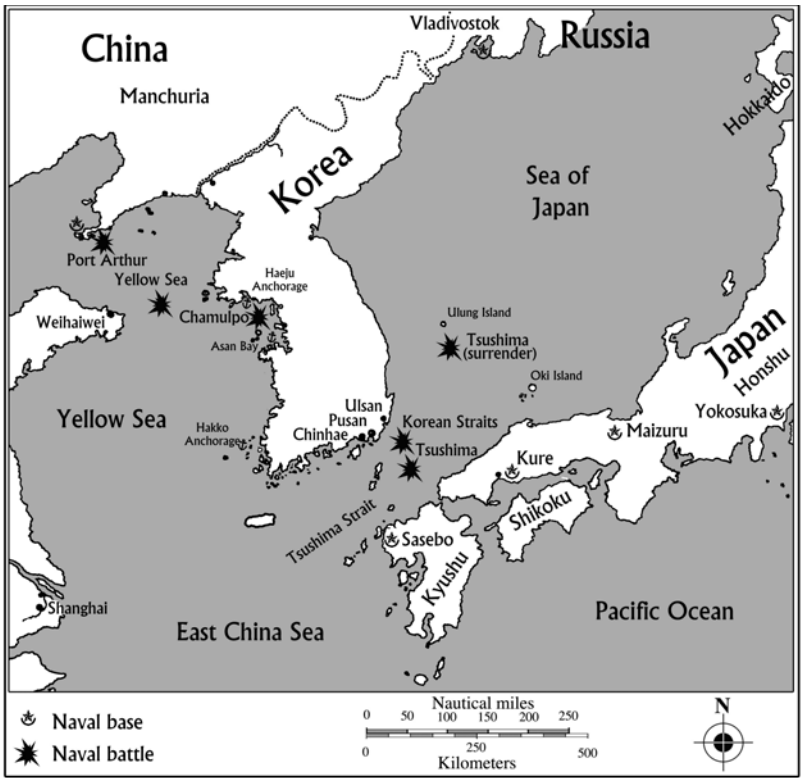 Vladivostok
Russia
China
Manchuria
Hokkaido
Korea
Sea of
Japan
Port Arthur
Yellow Sea
Haeju
Anchorage
Chamulpo
Weihaiwei
Asan Bay
Ulung Island
Tsushima
(surrender)
Oki Island
Japan
Honshu
Yokosuka
Yellow Sea
Ulsan
Pusan
Chinhae
Hakko
Anchorage
Korean Straits
Tsushima
Maizuru
Kure
Shikoku
Tsushima Strait
Sasebo
Kyushu
Shanghai
East China Sea
Pacific Ocean
Naval base
Naval battle
Nautical miles
0 50 100 150 200 250
0 250 500
Kilometers
N